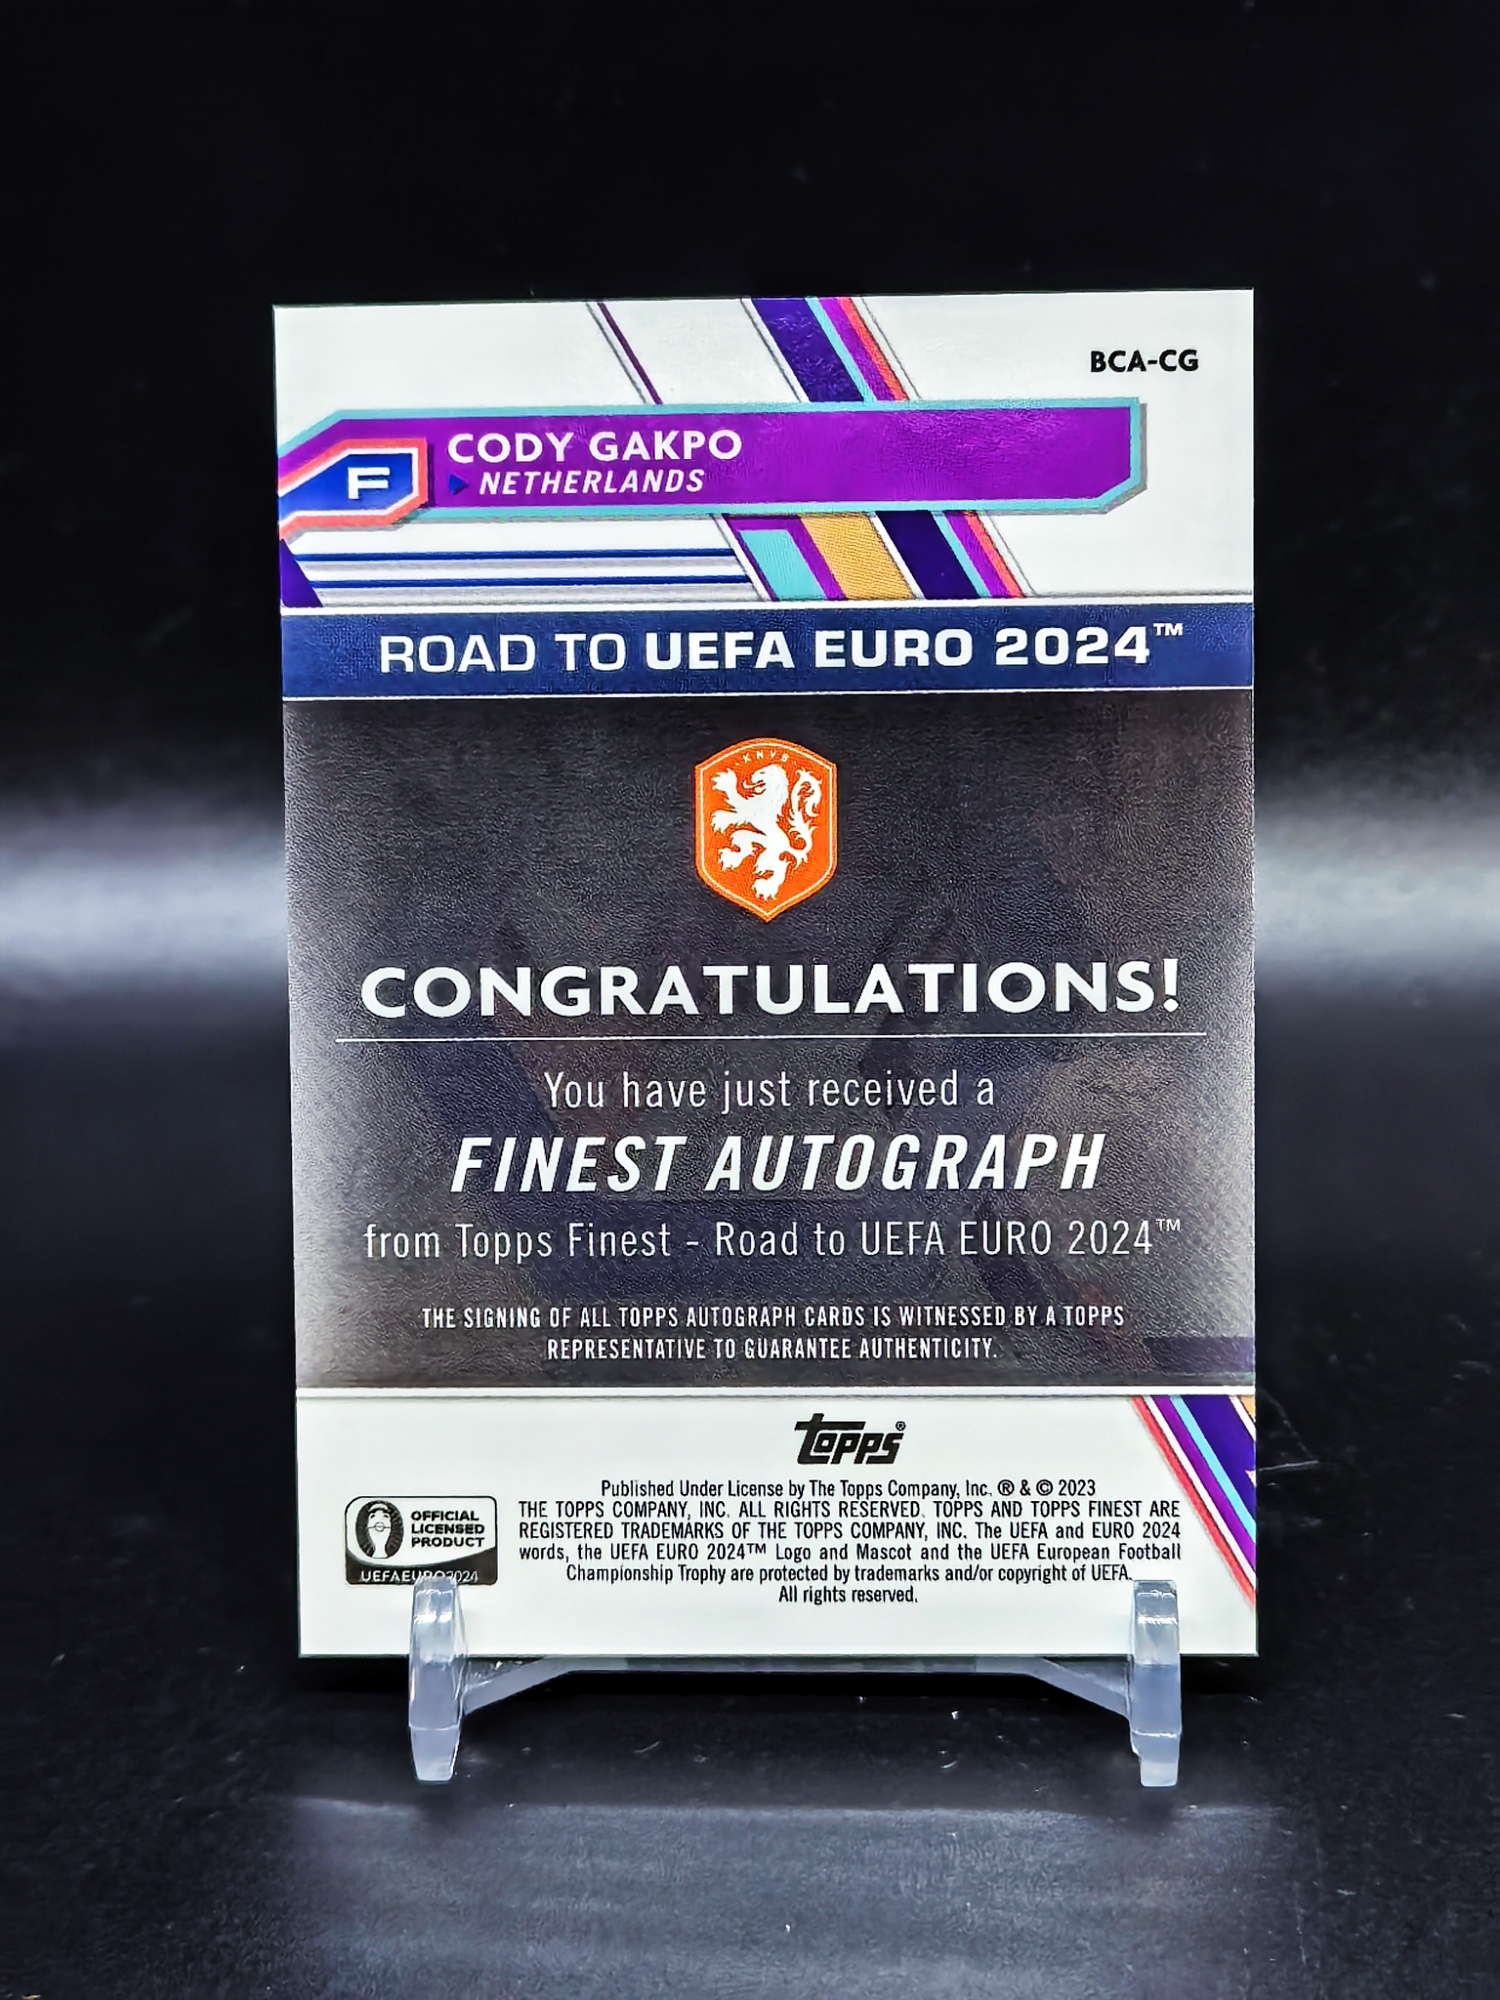 BCA-CG
CODY GAKPO
F
NETHERLANDS
ROAD TO UEFA EURO 2024™
KNVB
CONGRATULATIONS!
You have just received a
FINEST AUTOGRAPH
from Topps Finest - Road to UEFA EURO 2024™
THE SIGNING OF ALL TOPPS AUTOGRAPH CARDS IS WITNESSED BY A TOPPS
REPRESENTATIVE TO GUARANTEE AUTHENTICITY.
Topps®
Published Under License by The Topps Company, Inc. ® & © 2023
THE TOPPS COMPANY, INC. ALL RIGHTS RESERVED. TOPPS AND TOPPS FINEST ARE
REGISTERED TRADEMARKS OF THE TOPPS COMPANY, INC. The UEFA and EURO 2024
words, the UEFA EURO 2024™ Logo and Mascot and the UEFA European Football
Championship Trophy are protected by trademarks and/or copyright of UEFA.
All rights reserved.
OFFICIAL
LICENSED
PRODUCT
UEFA EURO2024